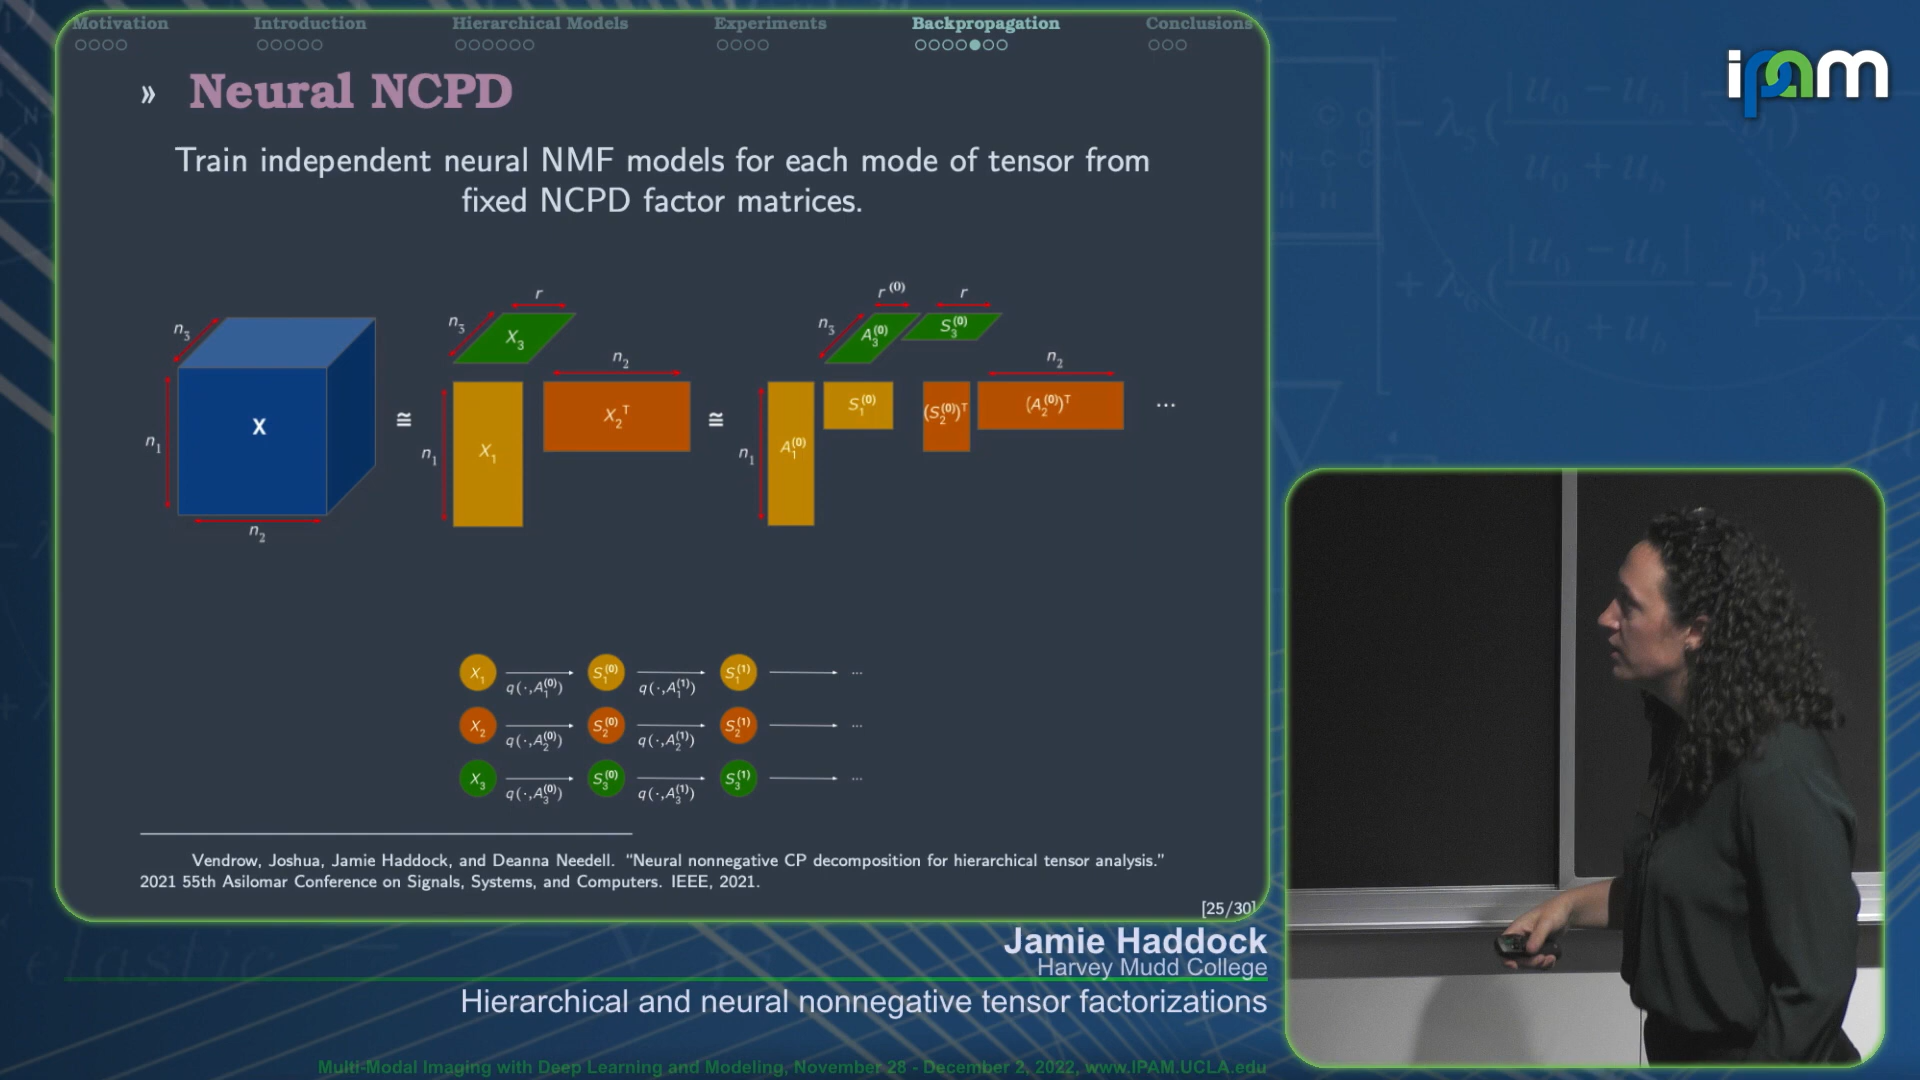 Motivation Introduction Hierarchical Models Experiments Backpropagation Conclusions
» Neural NCPD
Train independent neural NMF models for each mode of tensor from
fixed NCPD factor matrices.
n₃
n₁
X
n₂
≅
r
n₃
X₃
n₂
n₁
X₁
X₂ᵀ
≅
r⁽⁰⁾ r
n₃
A₃⁽⁰⁾ S₃⁽⁰⁾
n₂
n₁
A₁⁽⁰⁾
S₁⁽⁰⁾
(S₂⁽⁰⁾)ᵀ (A₂⁽⁰⁾)ᵀ
...
X₁ q(·,A₁⁽⁰⁾) S₁⁽⁰⁾ q(·,A₁⁽¹⁾) S₁⁽¹⁾ ...
X₂ q(·,A₂⁽⁰⁾) S₂⁽⁰⁾ q(·,A₂⁽¹⁾) S₂⁽¹⁾ ...
X₃ q(·,A₃⁽⁰⁾) S₃⁽⁰⁾ q(·,A₃⁽¹⁾) S₃⁽¹⁾ ...
Vendrow, Joshua, Jamie Haddock, and Deanna Needell. "Neural nonnegative CP decomposition for hierarchical tensor analysis."
2021 55th Asilomar Conference on Signals, Systems, and Computers. IEEE, 2021.
[25/30]
ipam
Jamie Haddock
Harvey Mudd College
Hierarchical and neural nonnegative tensor factorizations
Multi-Modal Imaging with Deep Learning and Modeling, November 28 - December 2, 2022, www.IPAM.UCLA.edu